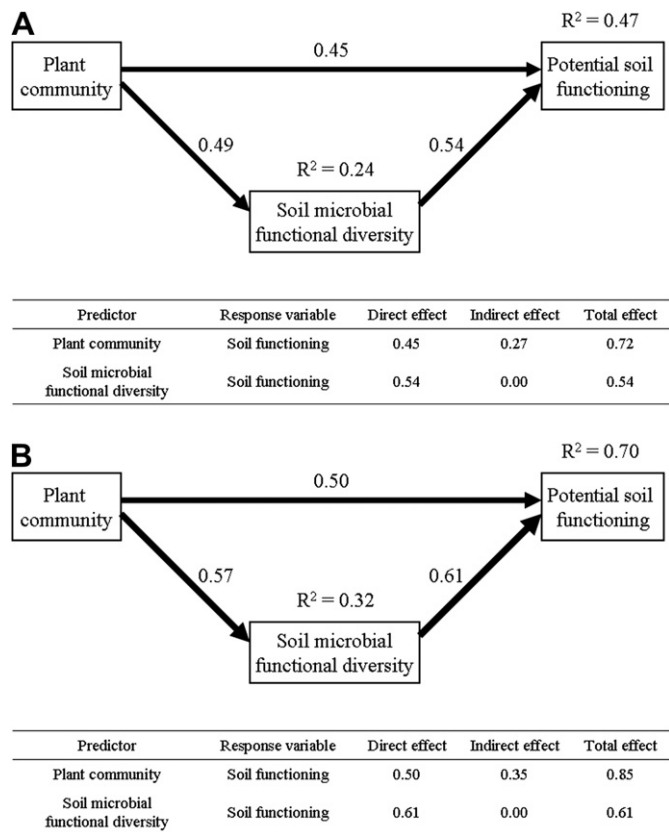 A
R² = 0.47
Plant
community
0.45
Potential soil
functioning
0.49
0.54
R² = 0.24
Soil microbial
functional diversity
Predictor Response variable Direct effect Indirect effect Total effect
Plant community Soil functioning 0.45 0.27 0.72
Soil microbial
functional diversity Soil functioning 0.54 0.00 0.54
B
R² = 0.70
Plant
community
0.50
Potential soil
functioning
0.57
0.61
R² = 0.32
Soil microbial
functional diversity
Predictor Response variable Direct effect Indirect effect Total effect
Plant community Soil functioning 0.50 0.35 0.85
Soil microbial
functional diversity Soil functioning 0.61 0.00 0.61